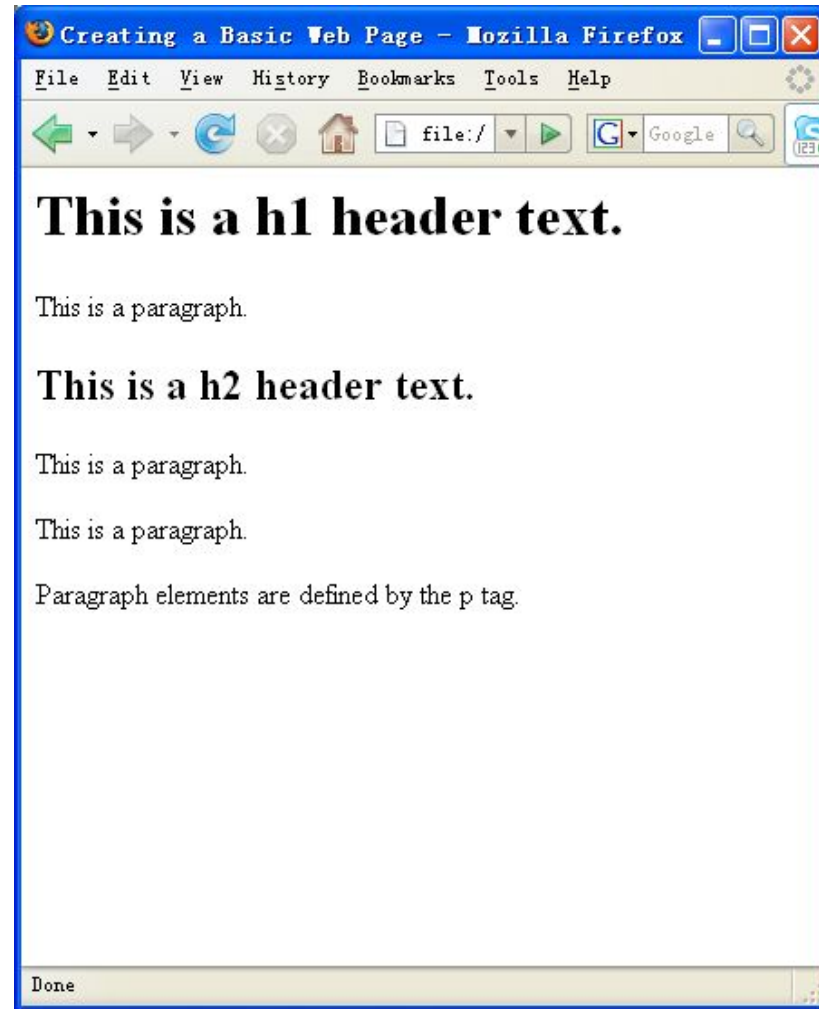 Creating a Basic Web Page - Mozilla Firefox
File Edit View History Bookmarks Tools Help
file:/ G Google
123
This is a h1 header text.
This is a paragraph.
This is a h2 header text.
This is a paragraph.
This is a paragraph.
Paragraph elements are defined by the p tag.
Done